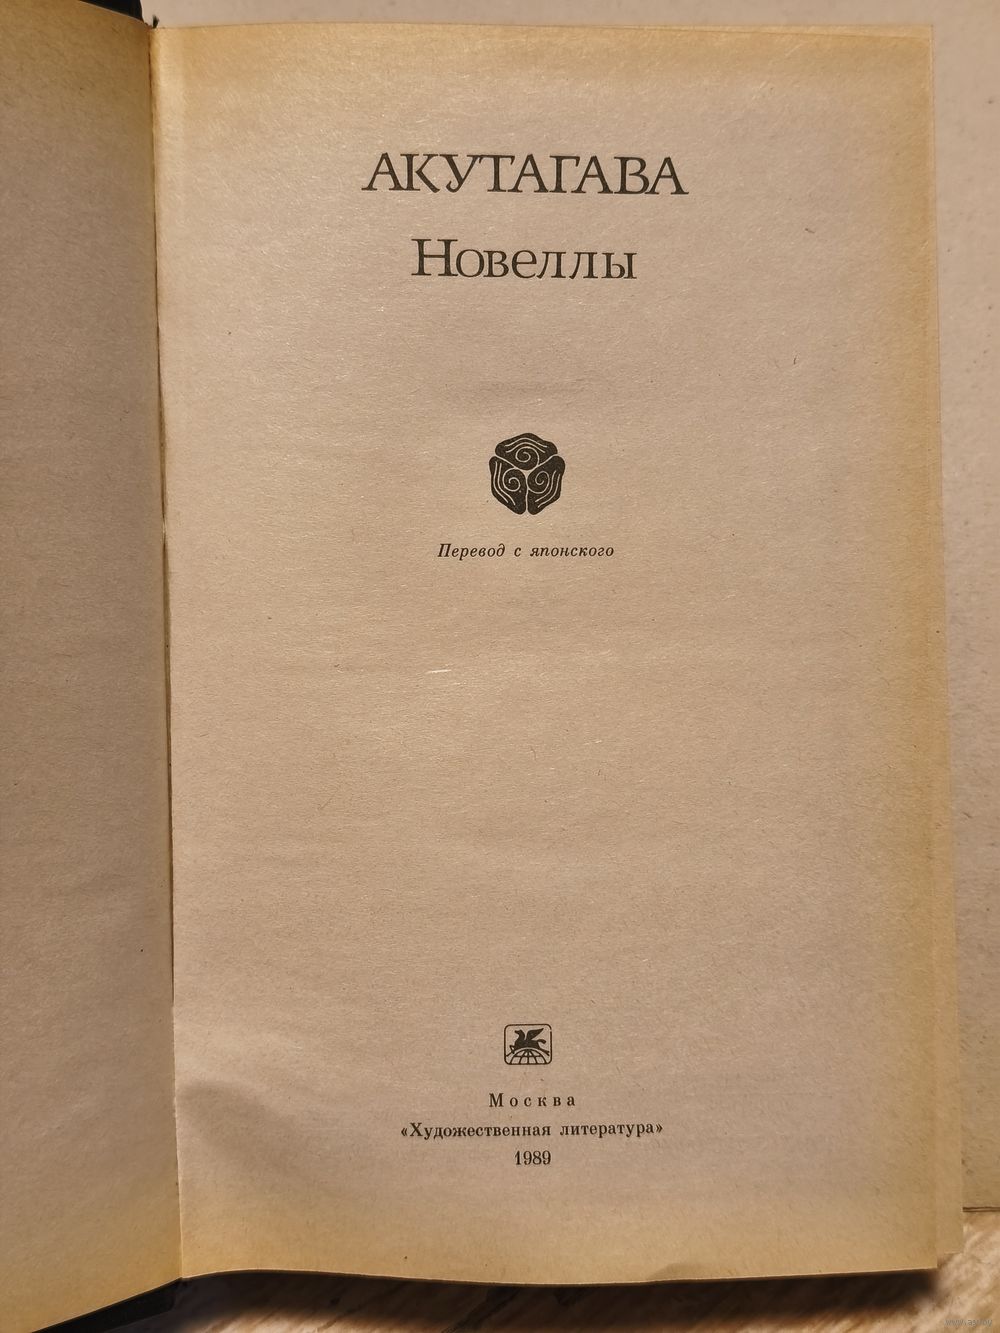 АКУТАГАВА
Новеллы
Перевод с японского
Москва
«Художественная литература»
1989